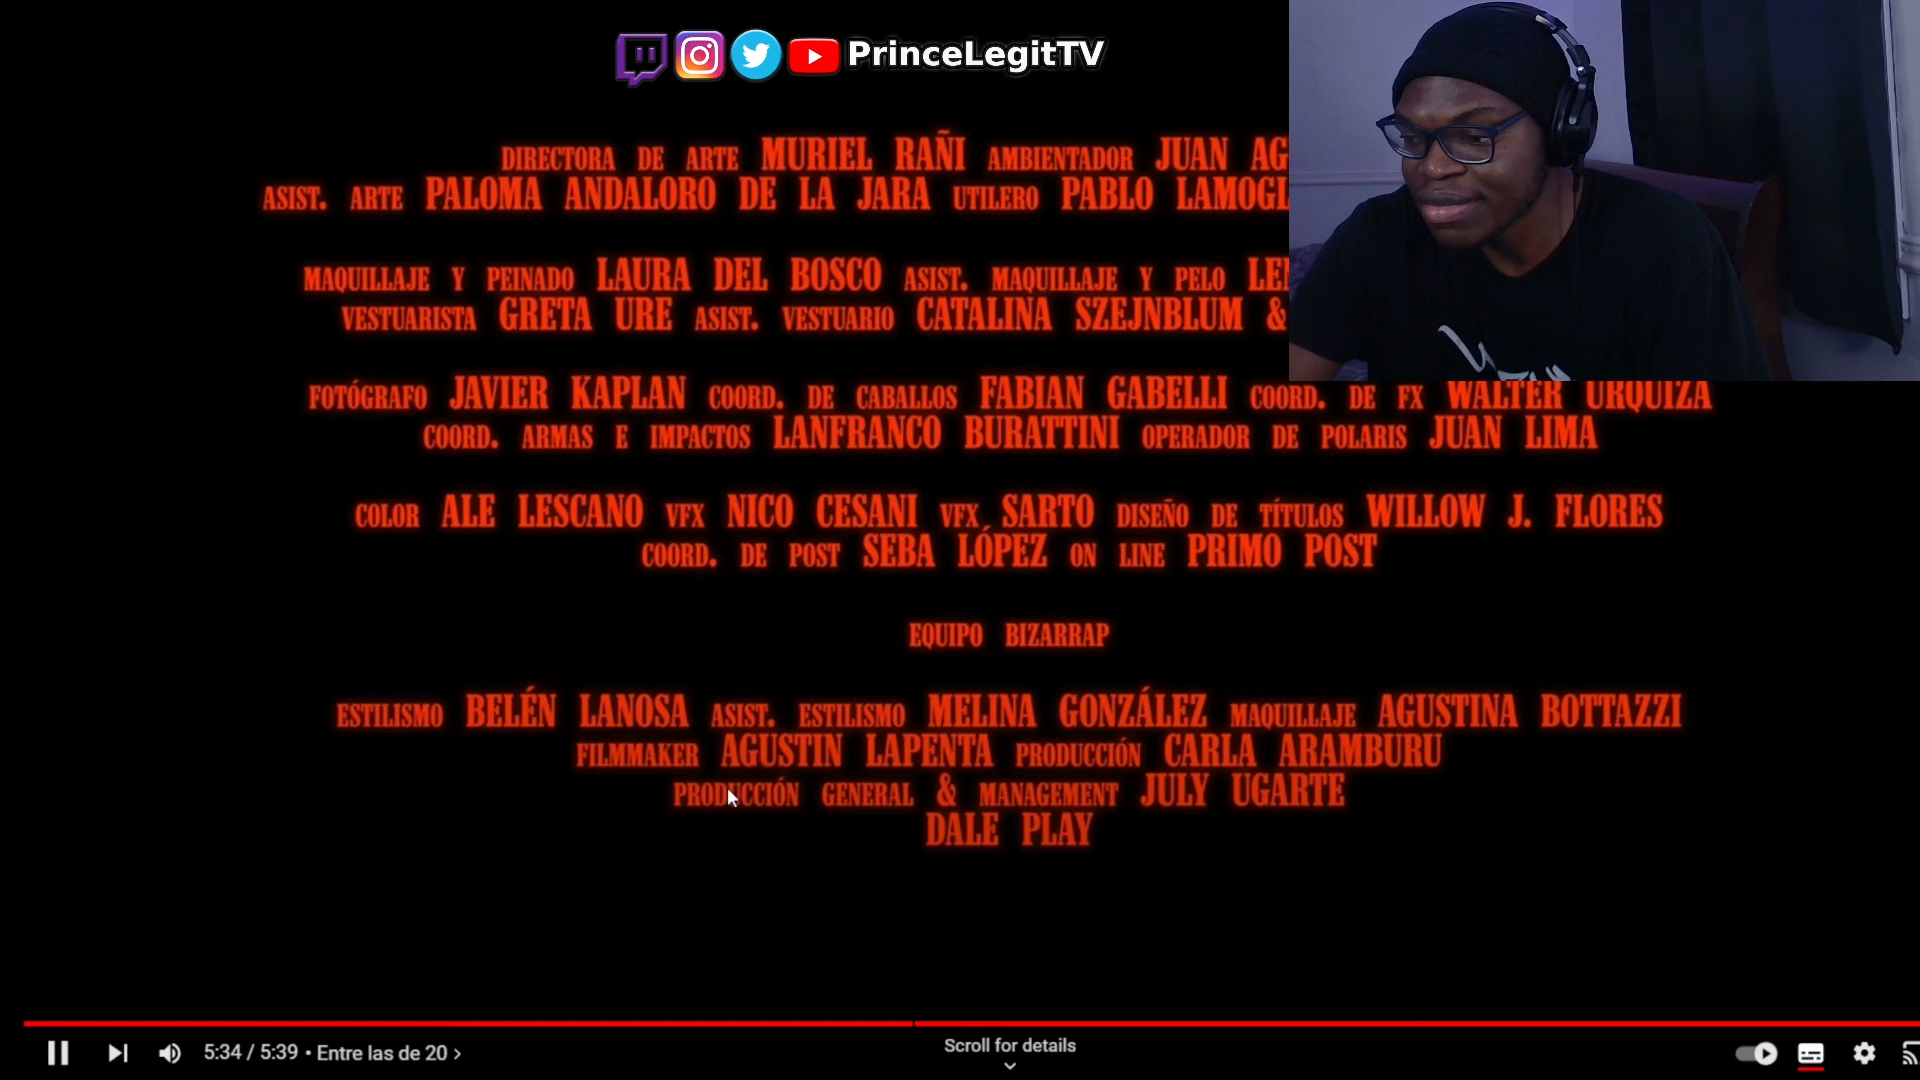 PrinceLegitTV
DIRECTORA DE ARTE MURIEL RAÑI AMBIENTADOR JUAN
ASIST. ARTE PALOMA ANDALORO DE LA JARA UTILERO PABLO
MAQUILLAJE Y PEINADO LAURA DEL BOSCO ASIST. MAQUILLAJE Y PELO
VESTUARISTA GRETA URE ASIST. VESTUARIO CATALINA SZEJNBLUM &
FOTÓGRAFO JAVIER KAPLAN COORD. DE CABALLOS FABIAN GABELLI COORD. DE FX WALTER URQUIZA
COORD. ARMAS E IMPACTOS LANFRANCO BURATTINI OPERADOR DE POLARIS JUAN LIMA
COLOR ALE LESCANO VFX NICO CESANI VFX SARTO DISEÑO DE TÍTULOS WILLOW J. FLORES
COORD. DE POST SEBA LÓPEZ ON LINE PRIMO POST
EQUIPO BIZARRAP
ESTILISMO BELÉN LANOSA ASIST. ESTILISMO MELINA GONZÁLEZ MAQUILLAJE AGUSTINA BOTTAZZI
FILMMAKER AGUSTIN LAPENTA PRODUCCIÓN CARLA ARAMBURU
PRODUCCIÓN GENERAL & MANAGEMENT JULY UGARTE
DALE PLAY
5:34 / 5:39 • Entre las de 20 >
Scroll for details